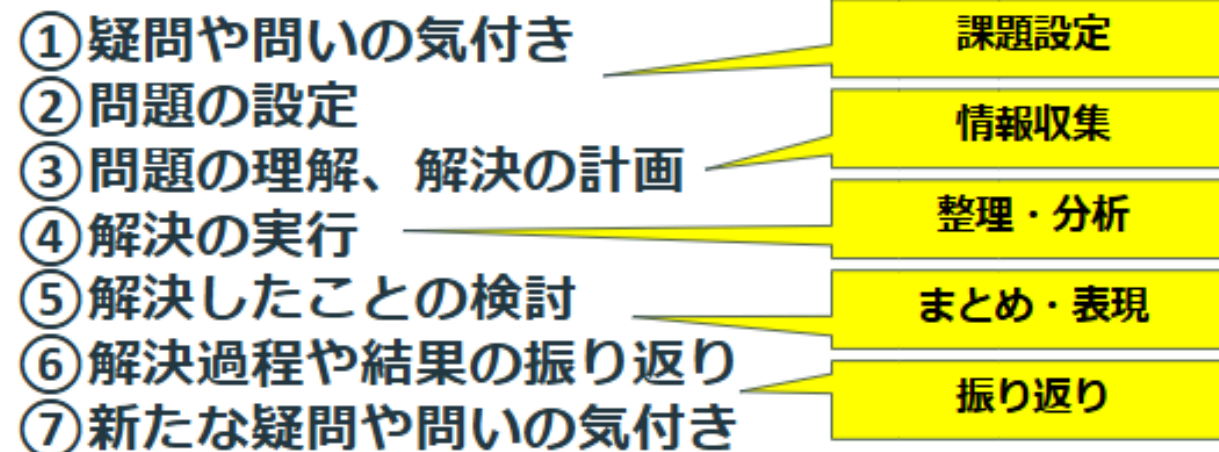 ①疑問や問いの気付き
②問題の設定
③問題の理解、解決の計画
④解決の実行
⑤解決したことの検討
⑥解決過程や結果の振り返り
⑦新たな疑問や問いの気付き
課題設定
情報収集
整理・分析
まとめ・表現
振り返り